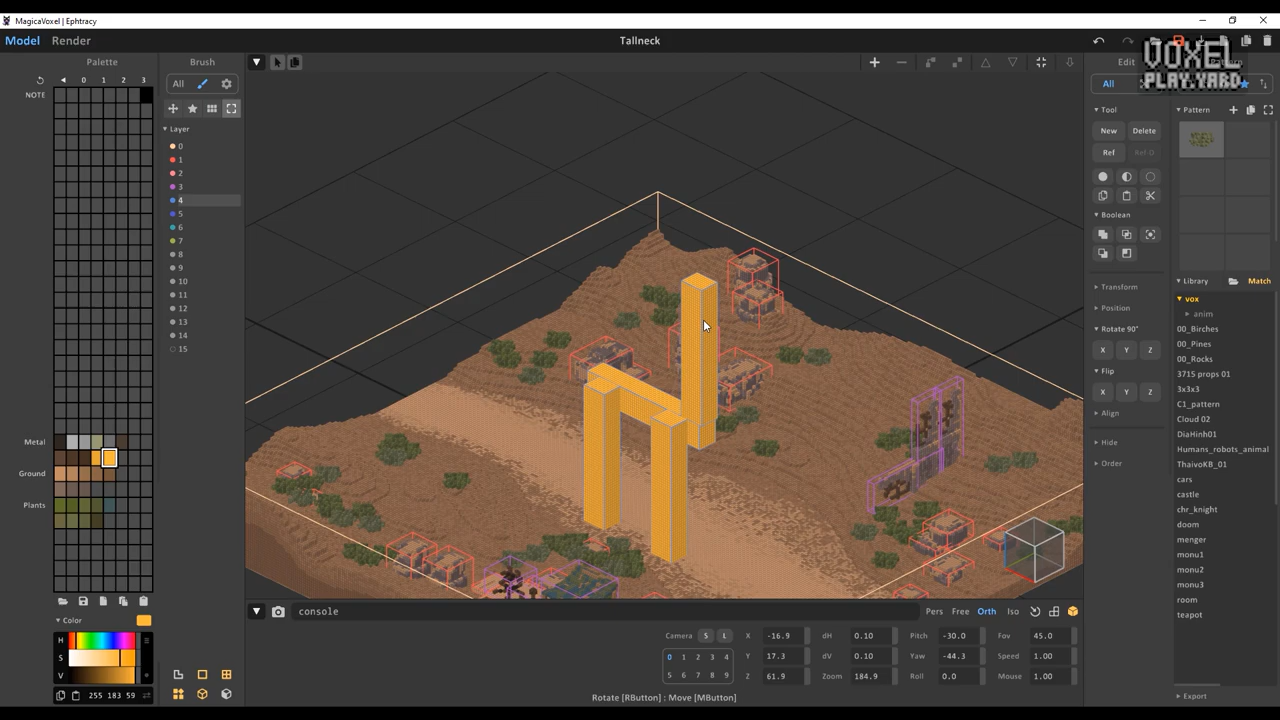 MagicaVoxel | Ephtracy
Model
Render
Tallneck
VOXEL
PLAY.YARD
Palette
Brush
Edit
0
1
2
3
All
All
NOTE
Layer
0
1
2
3
4
5
6
7
8
9
10
11
12
13
14
15
Metal
Ground
Plants
Color
H
S
V
255 183 59
Tool
New
Delete
Ref
Ref D
Boolean
Transform
Position
Rotate 90°
X
Y
Z
Flip
X
Y
Z
Align
Hide
Order
Pattern
Library
Match
vox
anim
00_Birches
00_Pines
00_Rocks
3715 props 01
3x3x3
C1_pattern
Cloud 02
DiaHinh01
Humans_robots_animal
ThaivoKB_01
cars
castle
chr_knight
doom
menger
monu1
monu2
monu3
room
teapot
Export
console
Pers
Free
Orth
Iso
Camera S L X -16.9 dH 0.10 Pitch -30.0 Fov 45.0
0 1 2 3 4 Y 17.3 dV 0.10 Yaw -44.3 Speed 1.00
5 6 7 8 9 Z 61.9 Zoom 184.9 Roll 0.0 Mouse 1.00
Rotate [RButton] : Move [MButton]